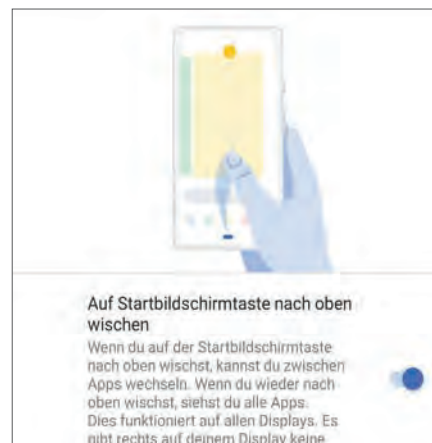 Auf Startbildschirmtaste nach oben
wischen
Wenn du auf der Startbildschirmtaste
nach oben wischst, kannst du zwischen
Apps wechseln. Wenn du wieder nach
oben wischst, siehst du alle Apps.
Dies funktioniert auf allen Displays. Es
gibt rechts auf deinem Display keine